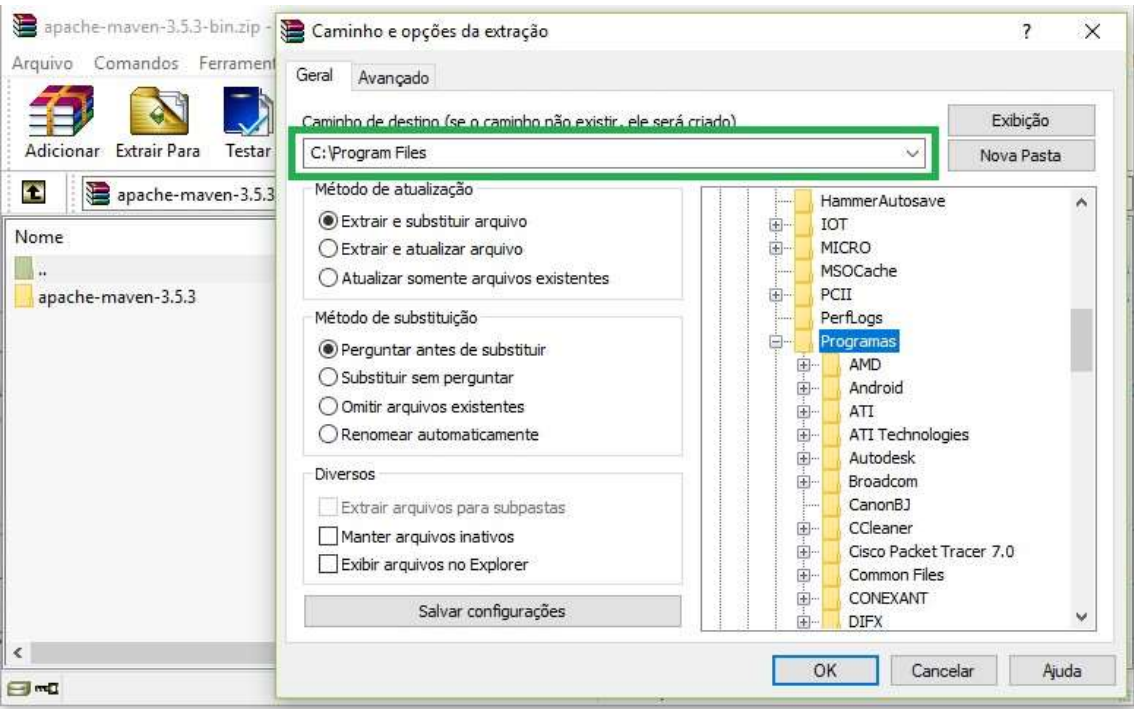 apache-maven-3.5.3-bin.zip -
Arquivo Comandos Ferrament
Adicionar Extrair Para Testar
apache-maven-3.5.3
Nome
..
apache-maven-3.5.3
Caminho e opções da extração ? X
Geral Avançado
Caminho de destino (se o caminho não existir, ele será criado)
C:\Program Files
Exibição
Nova Pasta
Método de atualização
Extrair e substituir arquivo
Extrair e atualizar arquivo
Atualizar somente arquivos existentes
Método de substituição
Perguntar antes de substituir
Substituir sem perguntar
Omitir arquivos existentes
Renomear automaticamente
Diversos
Extrair arquivos para subpastas
Manter arquivos inativos
Exibir arquivos no Explorer
Salvar configurações
HammerAutosave
IOT
MICRO
MSOCache
PCII
PerfLogs
Programas
AMD
Android
ATI
ATI Technologies
Autodesk
Broadcom
CanonBJ
CCleaner
Cisco Packet Tracer 7.0
Common Files
CONEXANT
DIFX
OK Cancelar Ajuda